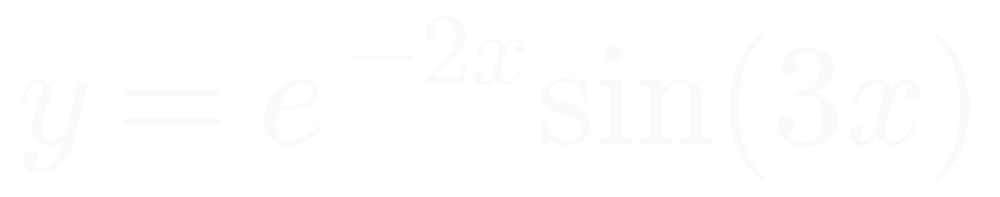 y = e^{-2x} sin(3x)